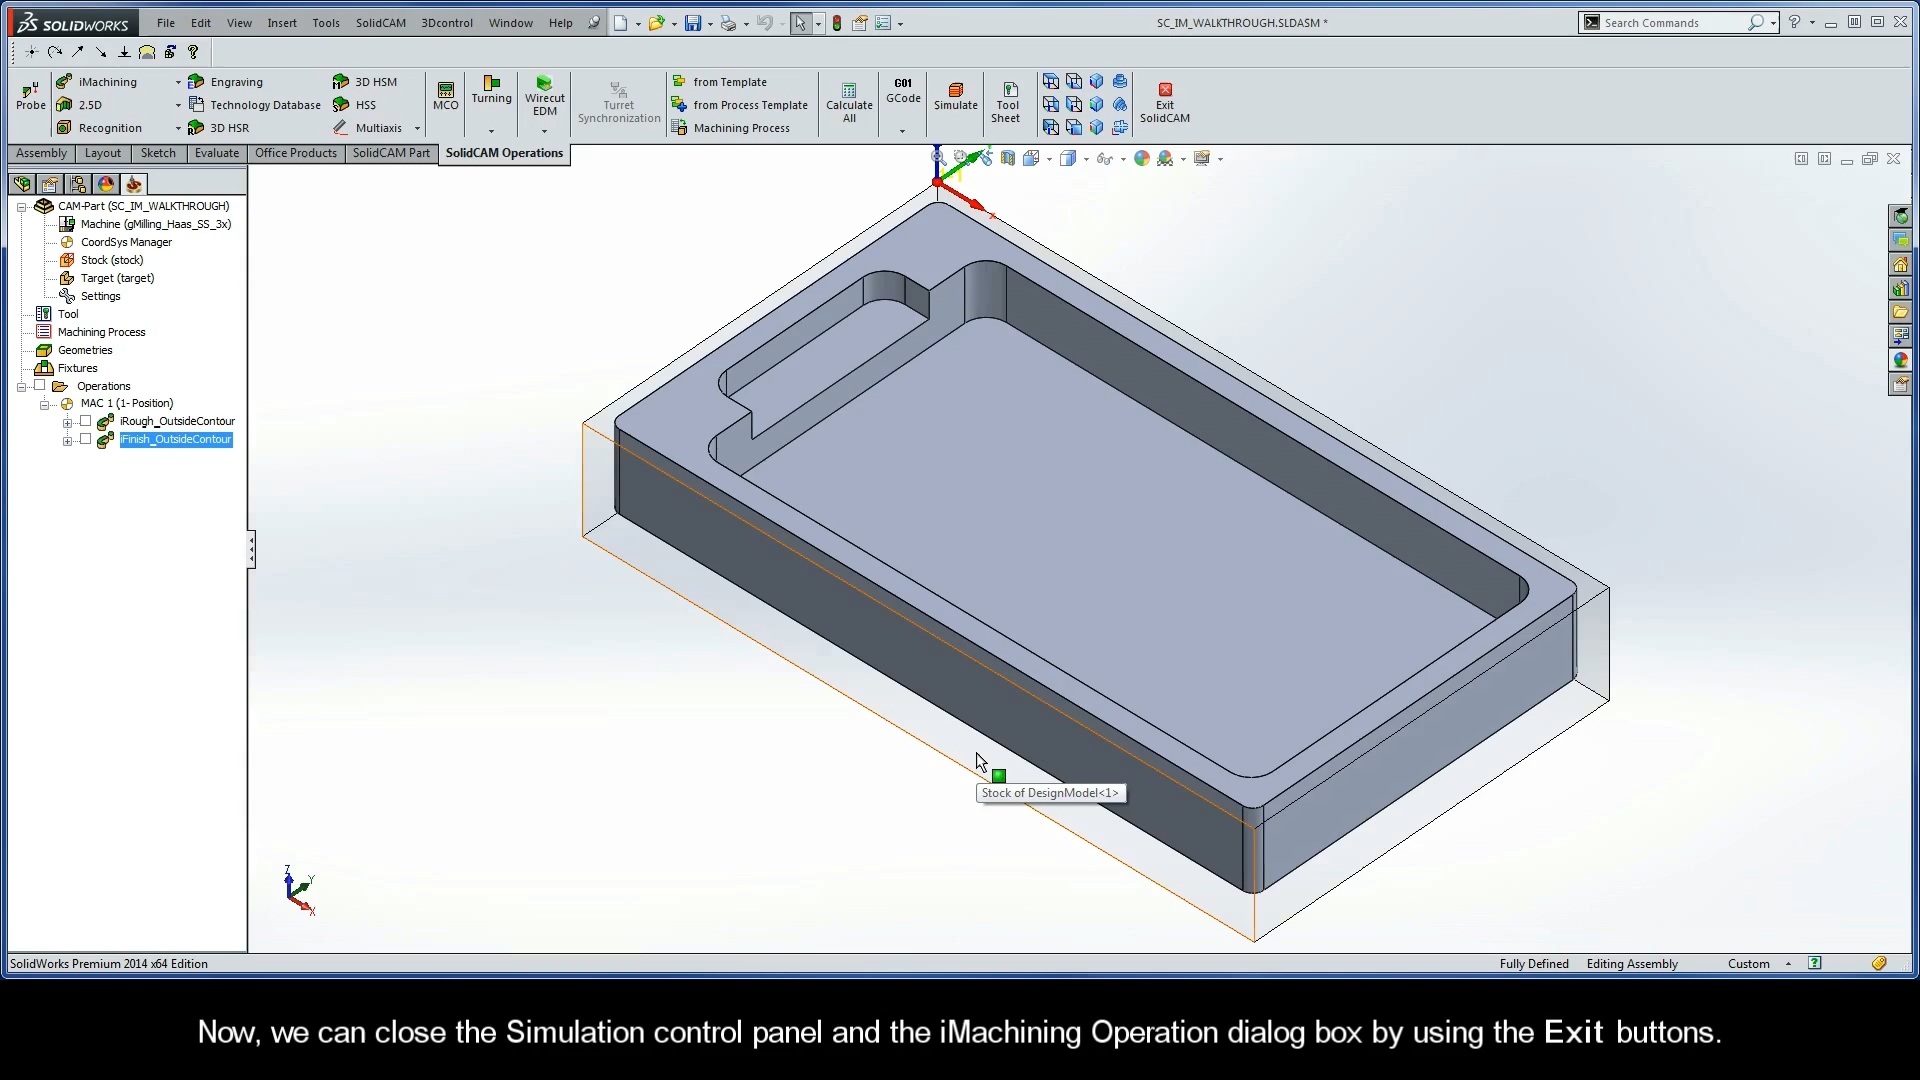 SOLIDWORKS File Edit View Insert Tools SolidCAM 3Dcontrol Window Help SC_IM_WALKTHROUGH.SLDASM * Search Commands
Probe
iMachining
2.5D
Recognition
Engraving
Technology Database
3D HSR
3D HSM
HSS
Multiaxis
MCO
Turning
Wirecut
EDM
Turret
Synchronization
from Template
from Process Template
Machining Process
Calculate
All
G01
GCode
Simulate
Tool
Sheet
Exit
SolidCAM
Assembly Layout Sketch Evaluate Office Products SolidCAM Part SolidCAM Operations
CAM-Part (SC_IM_WALKTHROUGH)
Machine (gMilling_Haas_SS_3x)
CoordSys Manager
Stock (stock)
Target (target)
Settings
Tool
Machining Process
Geometries
Fixtures
Operations
MAC 1 (1- Position)
iRough_OutsideContour
iFinish_OutsideContour
x
Stock of DesignModel<1>
Z
Y
X
SolidWorks Premium 2014 x64 Edition Fully Defined Editing Assembly Custom
Now, we can close the Simulation control panel and the iMachining Operation dialog box by using the Exit buttons.